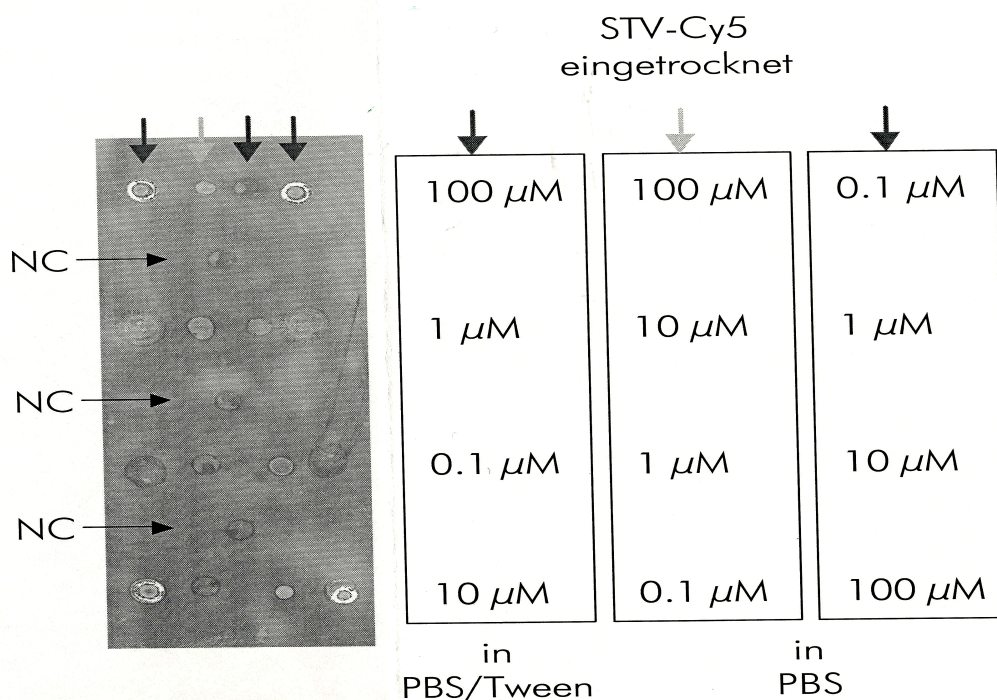 STV-Cy5
eingetrocknet
NC
NC
NC
100 μM
1 μM
0.1 μM
10 μM
in
PBS/Tween
100 μM
10 μM
1 μM
0.1 μM
0.1 μM
1 μM
10 μM
100 μM
in
PBS